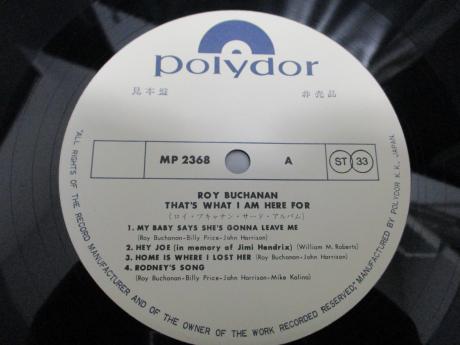 polydor
見本盤 非売品
MP 2368 A ST 33
ROY BUCHANAN
THAT'S WHAT I AM HERE FOR
(ロイ・ブキャナン・サード・アルバム)
1. MY BABY SAYS SHE'S GONNA LEAVE ME
(Roy Buchanan-Billy Price-John Harrison)
2. HEY JOE (in memory of Jimi Hendrix) (William M. Roberts)
3. HOME IS WHERE I LOST HER (Roy Buchanan-Billy Price-John Harrison)
4. RODNEY'S SONG
(Roy Buchanan-Billy Price-John Harrison-Mike Kalina)
"ALL RIGHTS OF THE RECORD MANUFACTURER AND OF THE OWNER OF THE WORK RECORDED RESERVED," MANUFACTURED BY POLYDOR K. K., JAPAN.